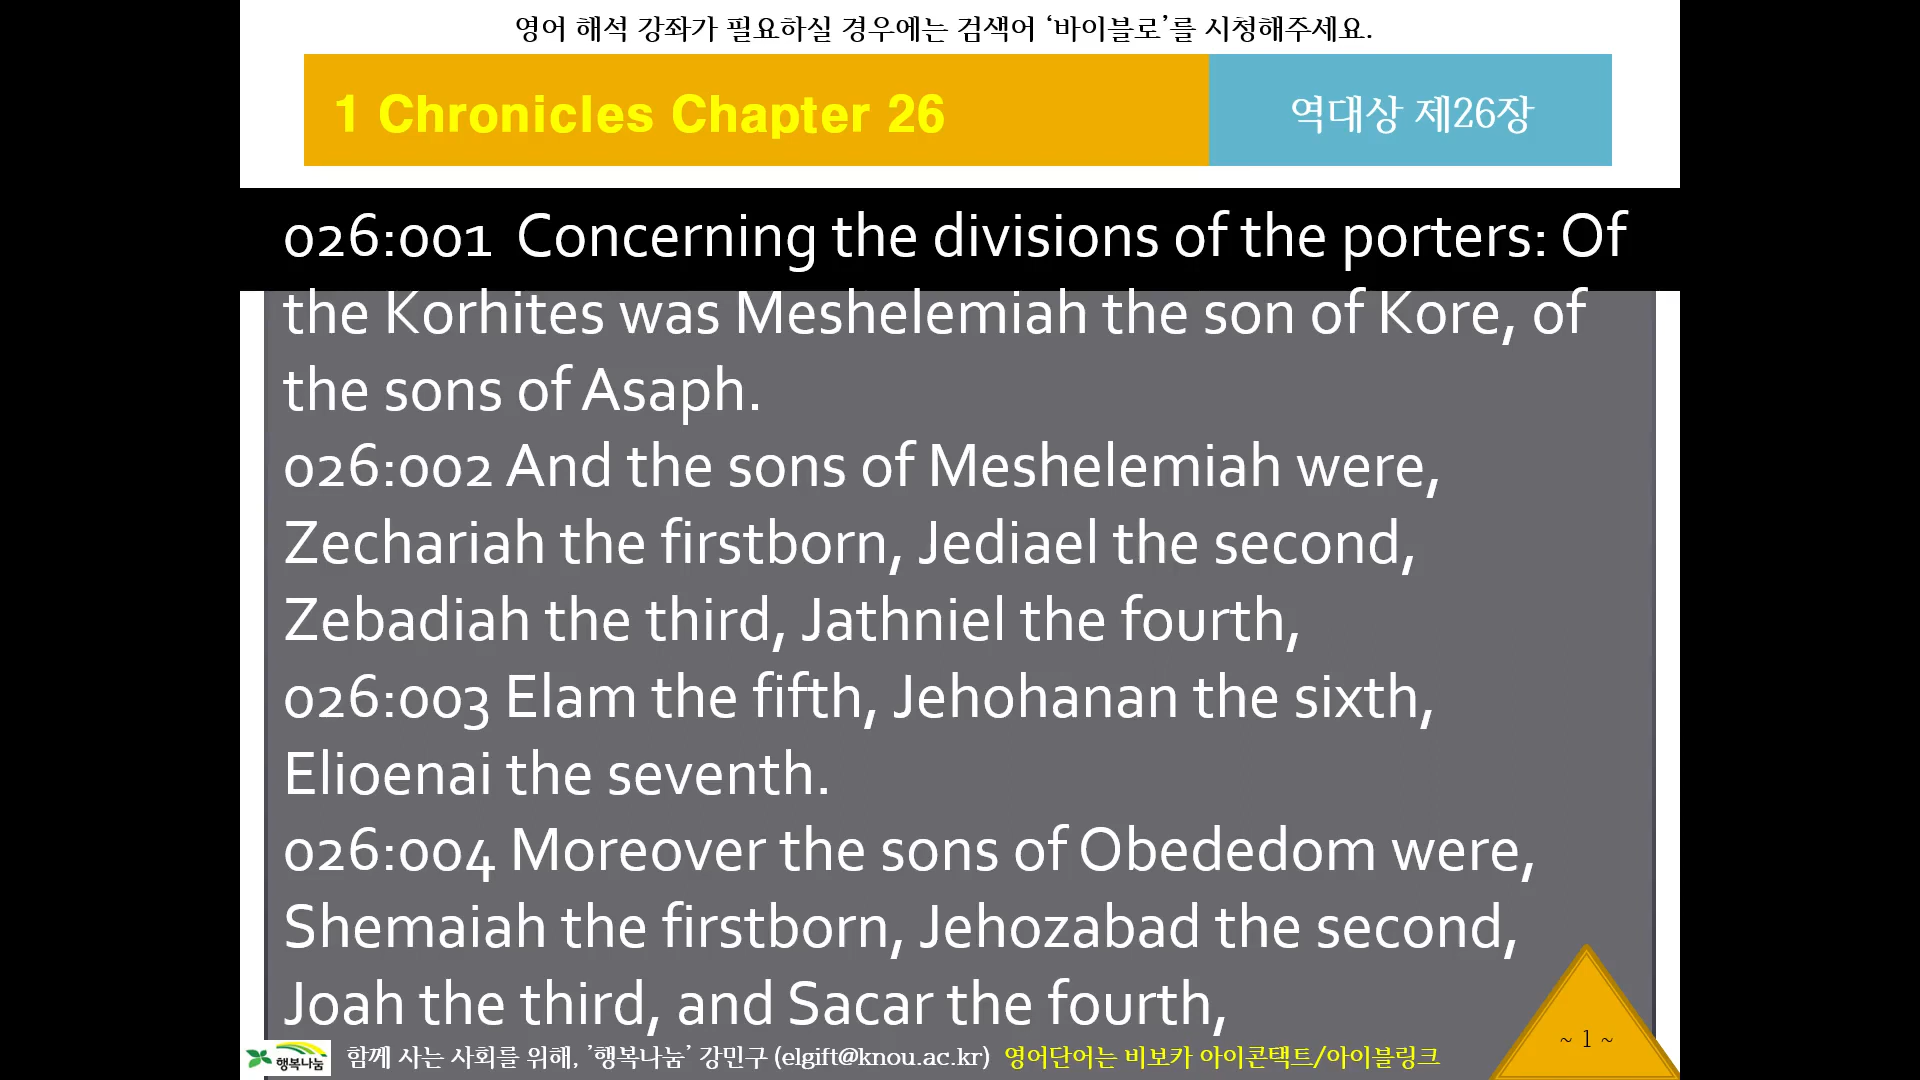 영어 해석 강좌가 필요하실 경우에는 검색어 ‘바이블로’를 시청해주세요.
1 Chronicles Chapter 26
역대상 제26장
026:001  Concerning the divisions of the porters: Of
the Korhites was Meshelemiah the son of Kore, of
the sons of Asaph.
026:002 And the sons of Meshelemiah were,
Zechariah the firstborn, Jediael the second,
Zebadiah the third, Jathniel the fourth,
026:003 Elam the fifth, Jehohanan the sixth,
Elioenai the seventh.
026:004 Moreover the sons of Obededom were,
Shemaiah the firstborn, Jehozabad the second,
Joah the third, and Sacar the fourth,
~ 1 ~
행복나눔
함께 사는 사회를 위해, ’행복나눔’ 강민구 (elgift@knou.ac.kr)  영어단어는 비보카 아이콘택트/아이블링크